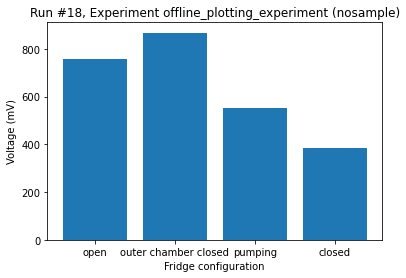 Run #18, Experiment offline_plotting_experiment (nosample)
Voltage (mV)
800
600
400
200
0
open outer chamber closed pumping closed
Fridge configuration